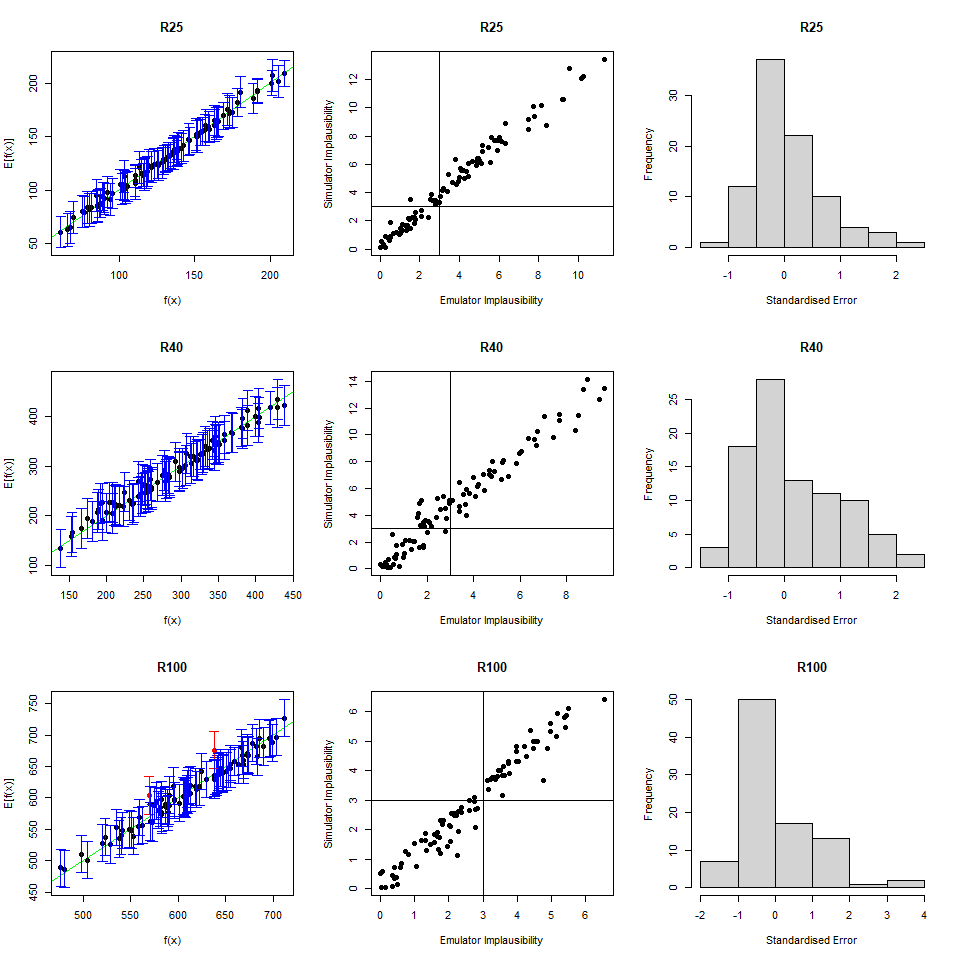 R25
E[f(x)]
50 100 150 200
100 150 200
f(x)
R25
Simulator Implausibility
0 2 4 6 8 10 12
0 2 4 6 8 10
Emulator Implausibility
R25
Frequency
0 10 20 30
-1 0 1 2
Standardised Error
R40
E[f(x)]
100 200 300 400
150 200 250 300 350 400 450
f(x)
R40
Simulator Implausibility
0 2 4 6 8 10 12 14
0 2 4 6 8
Emulator Implausibility
R40
Frequency
0 5 10 15 20 25
-1 0 1 2
Standardised Error
R100
E[f(x)]
450 500 550 600 650 700 750
500 550 600 650 700
f(x)
R100
Simulator Implausibility
0 1 2 3 4 5 6
0 1 2 3 4 5 6
Emulator Implausibility
R100
Frequency
0 10 20 30 40 50
-2 -1 0 1 2 3 4
Standardised Error